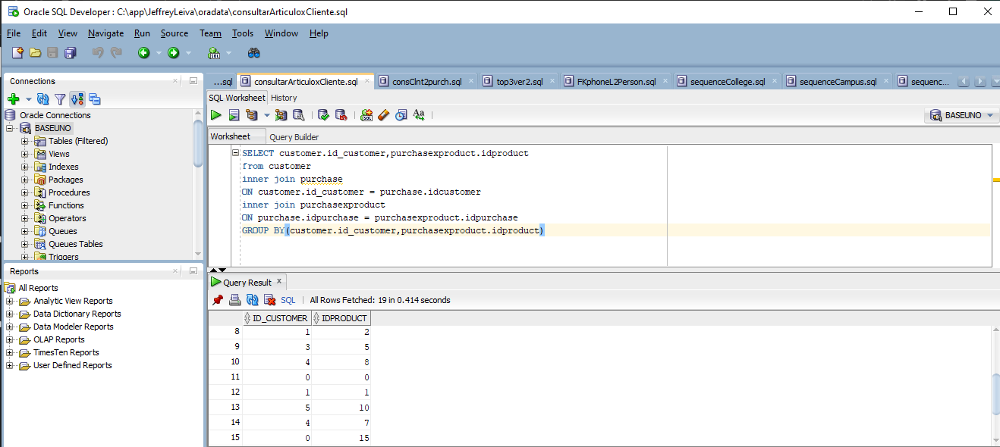 Oracle SQL Developer : C:\app\JeffreyLeiva\oradata\consultarArticuloxCliente.sql
File Edit View Navigate Run Source Team Tools Window Help
Connections
Oracle Connections
BASEUNO
Tables (Filtered)
Views
Indexes
Packages
Procedures
Functions
Operators
Queues
Queues Tables
Triggers
Reports
All Reports
Analytic View Reports
Data Dictionary Reports
Data Modeler Reports
OLAP Reports
TimesTen Reports
User Defined Reports
...sql consultarArticuloxCliente.sql consClnt2purch.sql top3ver2.sql FKphoneL2Person.sql sequenceCollege.sql sequenceCampus.sql sequenc...
SQL Worksheet History
BASEUNO
Worksheet Query Builder
SELECT customer.id_customer,purchasexproduct.idproduct
from customer
inner join purchase
ON customer.id_customer = purchase.idcustomer
inner join purchasexproduct
ON purchase.idpurchase = purchasexproduct.idpurchase
GROUP BY(customer.id_customer,purchasexproduct.idproduct)
Query Result
SQL | All Rows Fetched: 19 in 0.414 seconds
ID_CUSTOMER IDPRODUCT
8 1 2
9 3 5
10 4 8
11 0 0
12 1 1
13 5 10
14 4 7
15 0 15